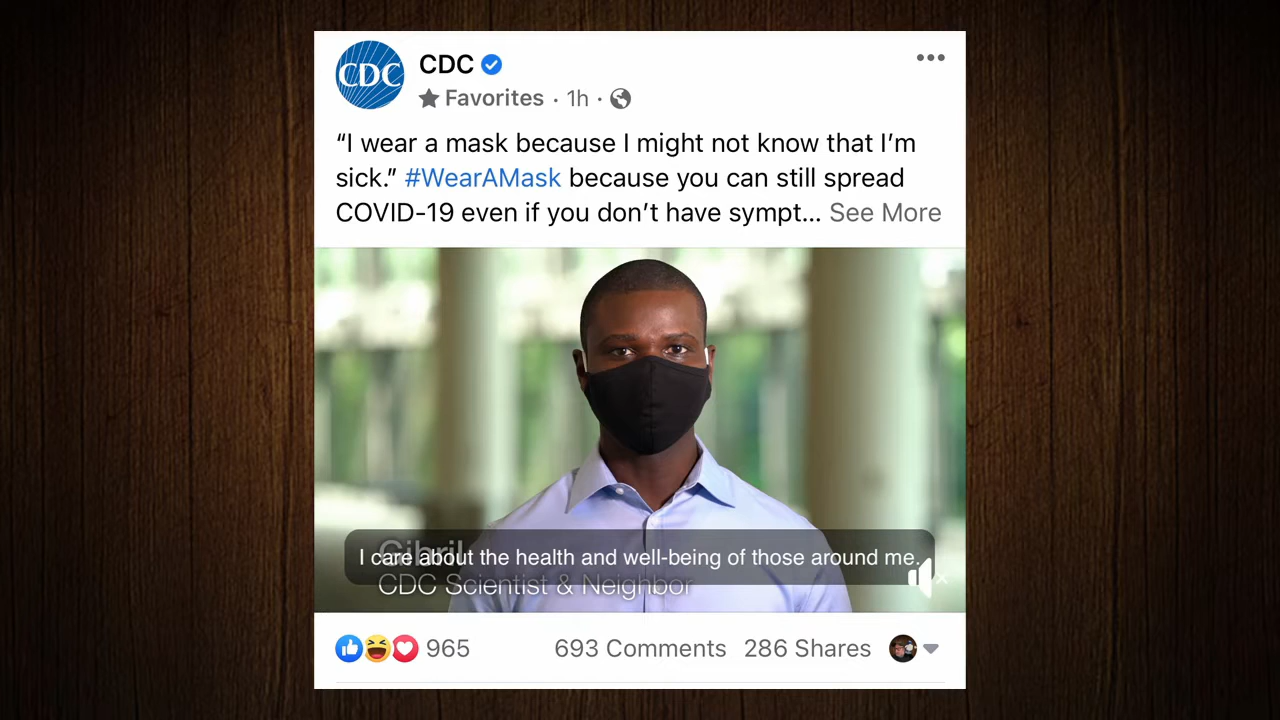 CDC
CDC
Favorites · 1h ·
“I wear a mask because I might not know that I’m
sick.” #WearAMask because you can still spread
COVID-19 even if you don’t have sympt... See More
Gibril
I care about the health and well-being of those around me.
CDC Scientist & Neighbor
965 693 Comments 286 Shares